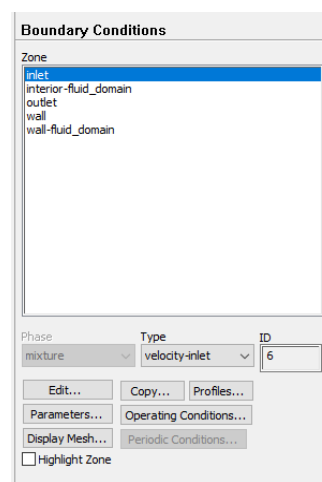 Boundary Conditions
Zone
inlet
interior-fluid_domain
outlet
wall
wall-fluid_domain
Phase Type ID
mixture velocity-inlet 6
Edit... Copy... Profiles...
Parameters... Operating Conditions...
Display Mesh... Periodic Conditions...
Highlight Zone